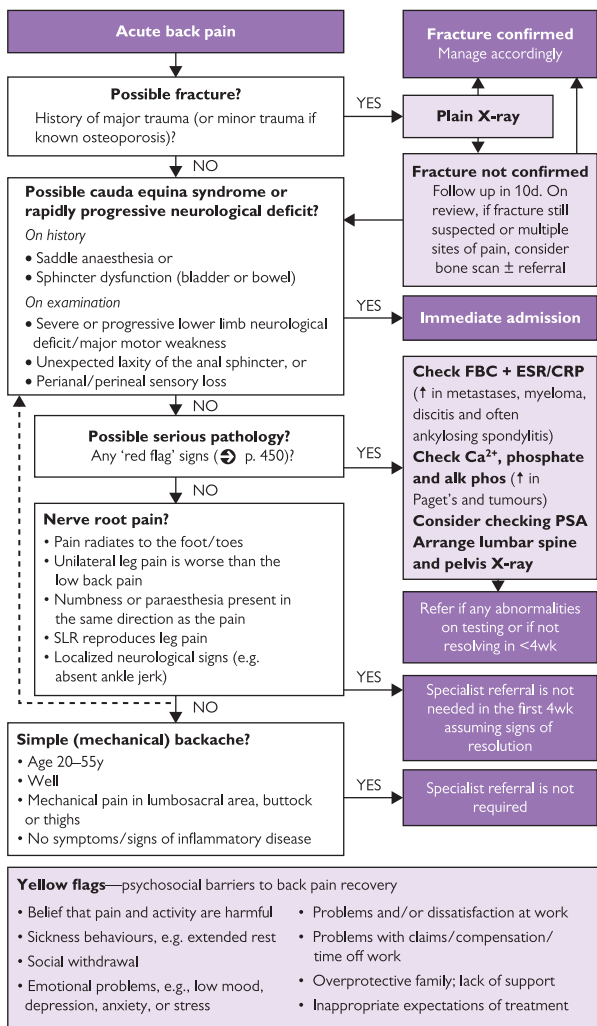 Acute back pain
Fracture confirmed
Manage accordingly
Possible fracture?
History of major trauma (or minor trauma if
known osteoporosis)?
YES
Plain X-ray
NO
Fracture not confirmed
Follow up in 10d. On
review, if fracture still
suspected or multiple
sites of pain, consider
bone scan ± referral
Possible cauda equina syndrome or
rapidly progressive neurological deficit?
On history
• Saddle anaesthesia or
• Sphincter dysfunction (bladder or bowel)
On examination
• Severe or progressive lower limb neurological
deficit/major motor weakness
• Unexpected laxity of the anal sphincter, or
• Perianal/perineal sensory loss
YES
Immediate admission
NO
Possible serious pathology?
Any ‘red flag’ signs (➲ p. 450)?
YES
Check FBC + ESR/CRP
(↑ in metastases, myeloma,
discitis and often
ankylosing spondylitis)
Check Ca²⁺, phosphate
and alk phos (↑ in
Paget’s and tumours)
Consider checking PSA
Arrange lumbar spine
and pelvis X-ray
NO
Nerve root pain?
• Pain radiates to the foot/toes
• Unilateral leg pain is worse than the
low back pain
• Numbness or paraesthesia present in
the same direction as the pain
• SLR reproduces leg pain
• Localized neurological signs (e.g.
absent ankle jerk)
Refer if any abnormalities
on testing or if not
resolving in <4wk
YES
Specialist referral is not
needed in the first 4wk
assuming signs of
resolution
NO
Simple (mechanical) backache?
• Age 20–55y
• Well
• Mechanical pain in lumbosacral area, buttock
or thighs
• No symptoms/signs of inflammatory disease
YES
Specialist referral is not
required
Yellow flags—psychosocial barriers to back pain recovery
• Belief that pain and activity are harmful
• Sickness behaviours, e.g. extended rest
• Social withdrawal
• Emotional problems, e.g., low mood,
depression, anxiety, or stress
• Problems and/or dissatisfaction at work
• Problems with claims/compensation/
time off work
• Overprotective family; lack of support
• Inappropriate expectations of treatment